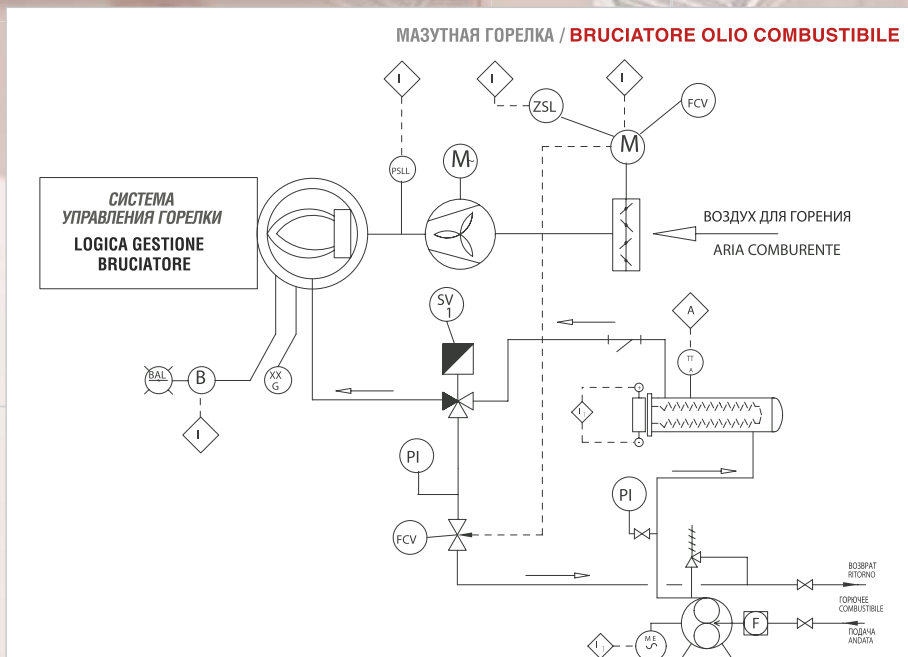 МАЗУТНАЯ ГОРЕЛКА / BRUCIATORE OLIO COMBUSTIBILE
I
I
I
ZSL
FCV
M
PSLL
M~
СИСТЕМА
УПРАВЛЕНИЯ ГОРЕЛКИ
LOGICA GESTIONE
BRUCIATORE
ВОЗДУХ ДЛЯ ГОРЕНИЯ
ARIA COMBURENTE
SV
1
A
TT
A
BAL
B
XX
G
I
I
PI
PI
FCV
ВОЗВРАТ
RITORNO
ГОРЮЧЕЕ
COMBUSTIBILE
F
ПОДАЧА
ANDATA
M E
I